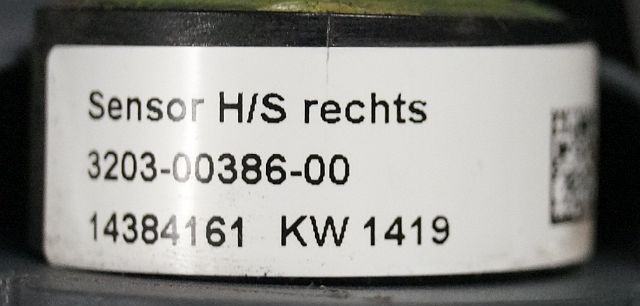 Sensor H/S rechts
3203-00386-00
14384161 KW 1419